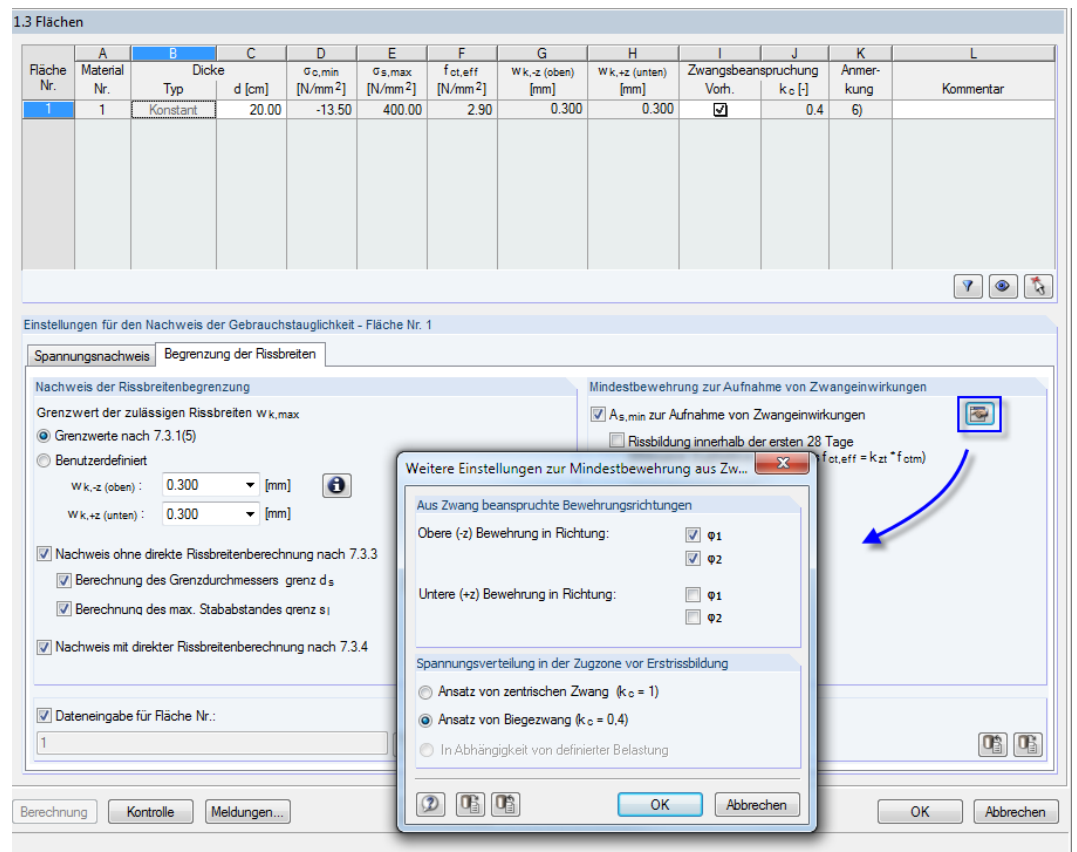 1.3 Flächen
A B C D E F G H I J K L
Fläche Material Dicke σc,min σs,max fct,eff wk,-z (oben) wk,+z (unten) Zwangsbeanspruchung Anmer-
Nr. Nr. Typ d [cm] [N/mm²] [N/mm²] [N/mm²] [mm] [mm] Vorh. kc [-] kung Kommentar
1 1 Konstant 20.00 -13.50 400.00 2.90 0.300 0.300 0.4 6)
Einstellungen für den Nachweis der Gebrauchstauglichkeit - Fläche Nr. 1
Spannungsnachweis Begrenzung der Rissbreiten
Nachweis der Rissbreitenbegrenzung
Grenzwert der zulässigen Rissbreiten wk,max
Grenzwerte nach 7.3.1(5)
Benutzerdefiniert
wk,-z (oben) : 0.300 [mm]
wk,+z (unten) : 0.300 [mm]
Nachweis ohne direkte Rissbreitenberechnung nach 7.3.3
Berechnung des Grenzdurchmessers grenz ds
Berechnung des max. Stababstandes grenz sl
Nachweis mit direkter Rissbreitenberechnung nach 7.3.4
Dateneingabe für Fläche Nr.:
1
Mindestbewehrung zur Aufnahme von Zwangeinwirkungen
As,min zur Aufnahme von Zwangeinwirkungen
Rissbildung innerhalb der ersten 28 Tage
fct,eff = kzt * fctm)
Weitere Einstellungen zur Mindestbewehrung aus Zw...
Aus Zwang beanspruchte Bewehrungsrichtungen
Obere (-z) Bewehrung in Richtung: φ1
φ2
Untere (+z) Bewehrung in Richtung: φ1
φ2
Spannungsverteilung in der Zugzone vor Erstrissbildung
Ansatz von zentrischen Zwang (kc = 1)
Ansatz von Biegezwang (kc = 0,4)
In Abhängigkeit von definierter Belastung
OK Abbrechen
Berechnung Kontrolle Meldungen... OK Abbrechen